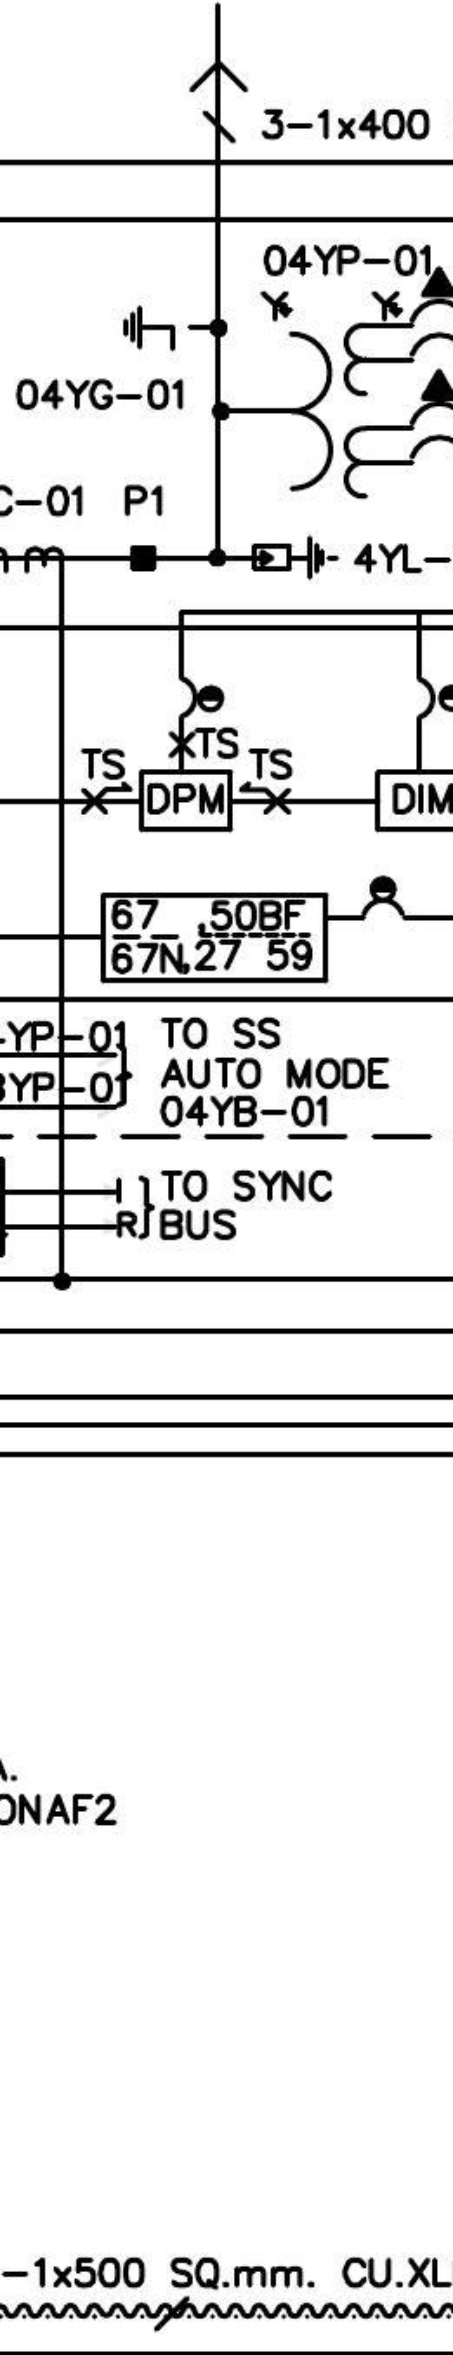 3-1x400
04YP-01
04YG-01
C-01 P1
4YL-
TS
TS TS
DPM DIM
67 50BF
67N,27 59
YP-01 TO SS
YP-01 AUTO MODE
04YB-01
I TO SYNC
R BUS
A.
ONAF2
-1x500 SQ.mm. CU.XL